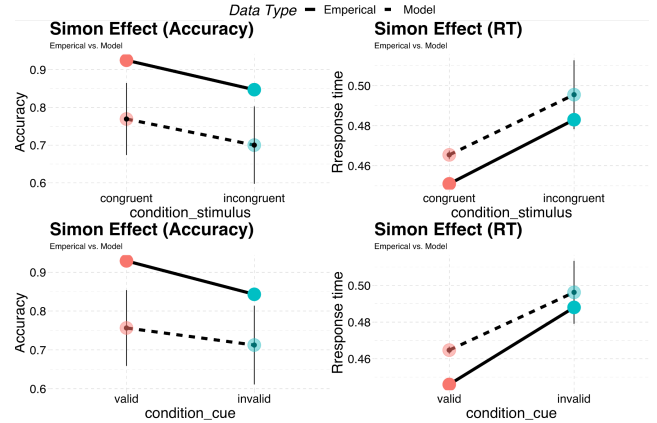 Data Type Emperical Model
Simon Effect (Accuracy)
Emperical vs. Model
Accuracy
0.9
0.8
0.7
0.6
congruent incongruent
condition_stimulus
Simon Effect (RT)
Emperical vs. Model
Rresponse time
0.50
0.48
0.46
congruent incongruent
condition_stimulus
Simon Effect (Accuracy)
Emperical vs. Model
Accuracy
0.9
0.8
0.7
0.6
valid invalid
condition_cue
Simon Effect (RT)
Emperical vs. Model
Rresponse time
0.50
0.48
0.46
valid invalid
condition_cue